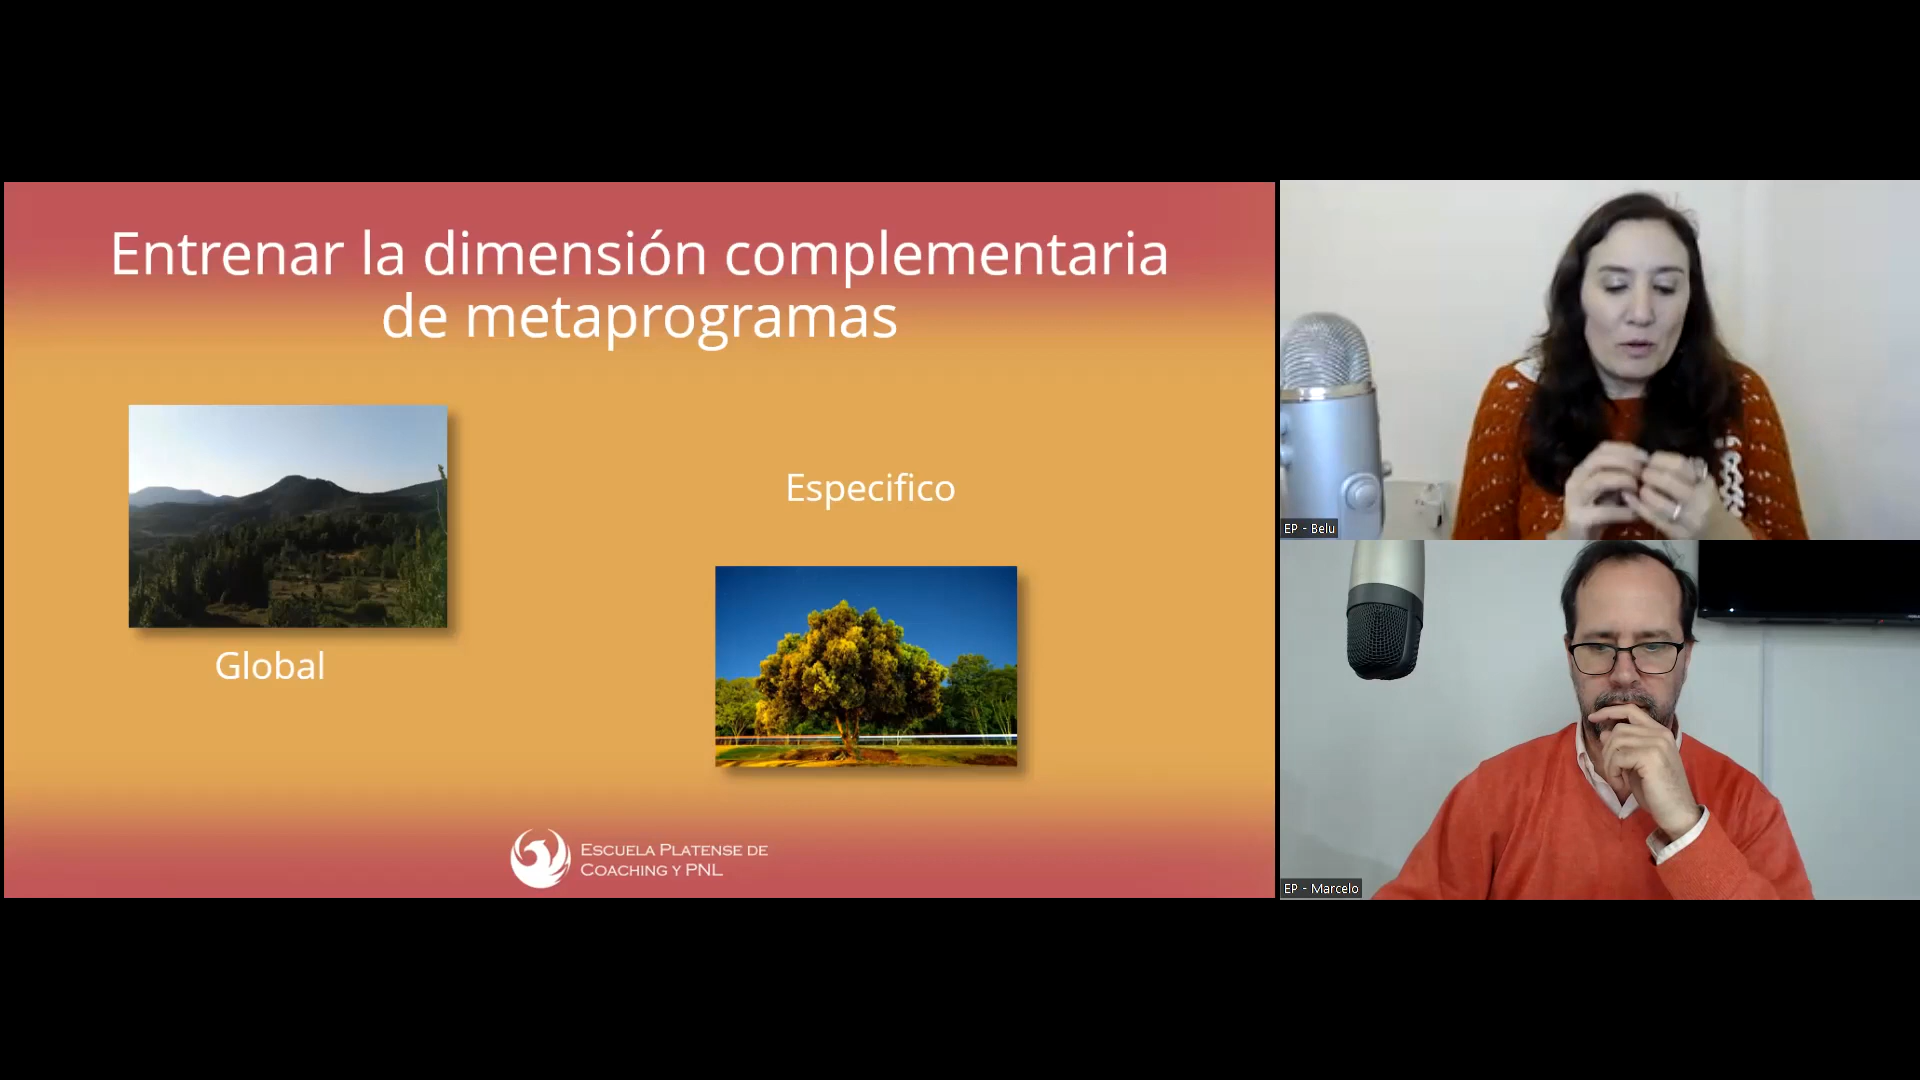 Entrenar la dimensión complementaria
de metaprogramas
Global
Especifico
ESCUELA PLATENSE DE
COACHING Y PNL
EP - Belu
EP - Marcelo